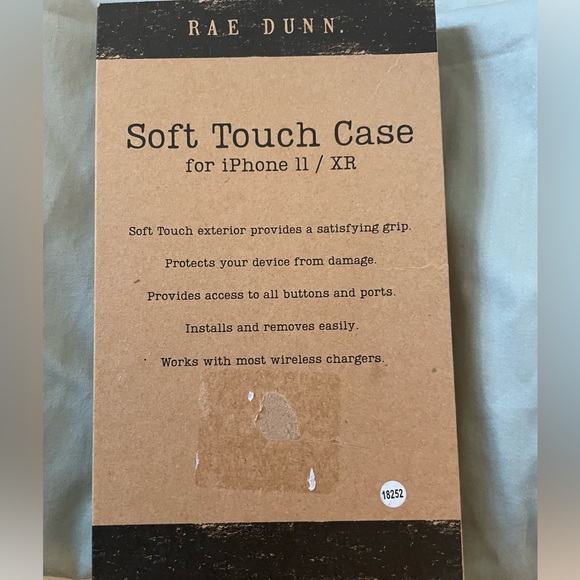 RAE DUNN.
Soft Touch Case
for iPhone 11 / XR
Soft Touch exterior provides a satisfying grip.
Protects your device from damage.
Provides access to all buttons and ports.
Installs and removes easily.
Works with most wireless chargers.
18252